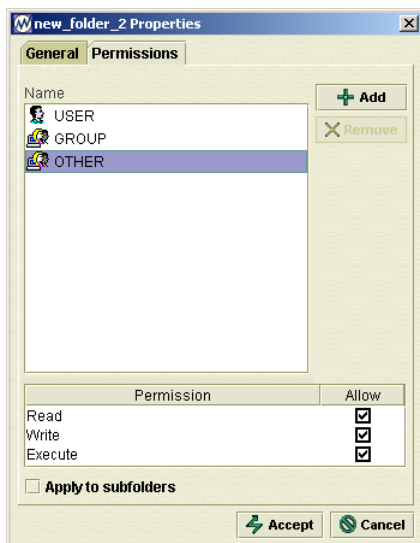 new_folder_2 Properties
General Permissions
Name
Add
USER
Remove
GROUP
OTHER
Permission Allow
Read
Write
Execute
Apply to subfolders
Accept Cancel